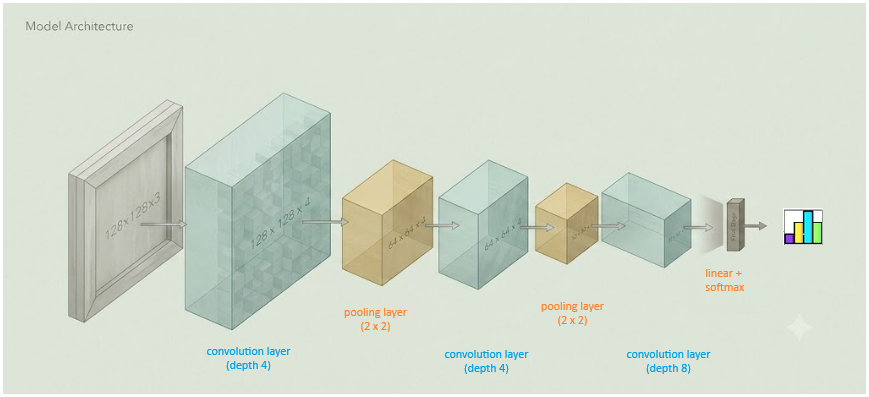 Model Architecture
128x128x3
128 x 128 x 4
64 x 64 x 4
64 x 64 x
pooling layer
(2 x 2)
pooling layer
(2 x 2)
linear +
softmax
convolution layer
(depth 4)
convolution layer
(depth 4)
convolution layer
(depth 8)